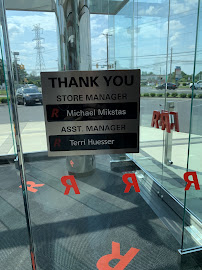 THANK YOU
STORE MANAGER
R Michael Mikstas
ASST. MANAGER
R Terri Huesser
R
R
R
R
R